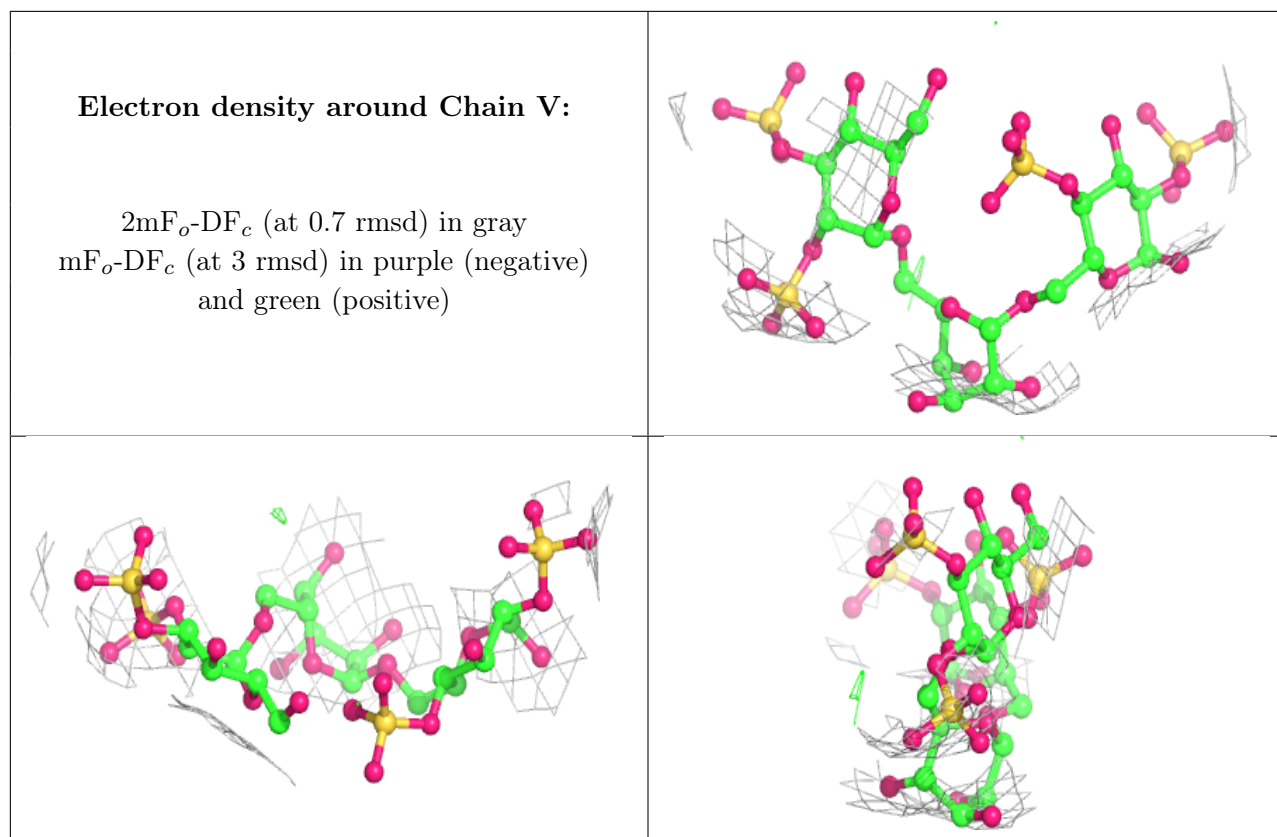 Electron density around Chain V:
2mFₒ-DF𝒸 (at 0.7 rmsd) in gray
mFₒ-DF𝒸 (at 3 rmsd) in purple (negative)
and green (positive)